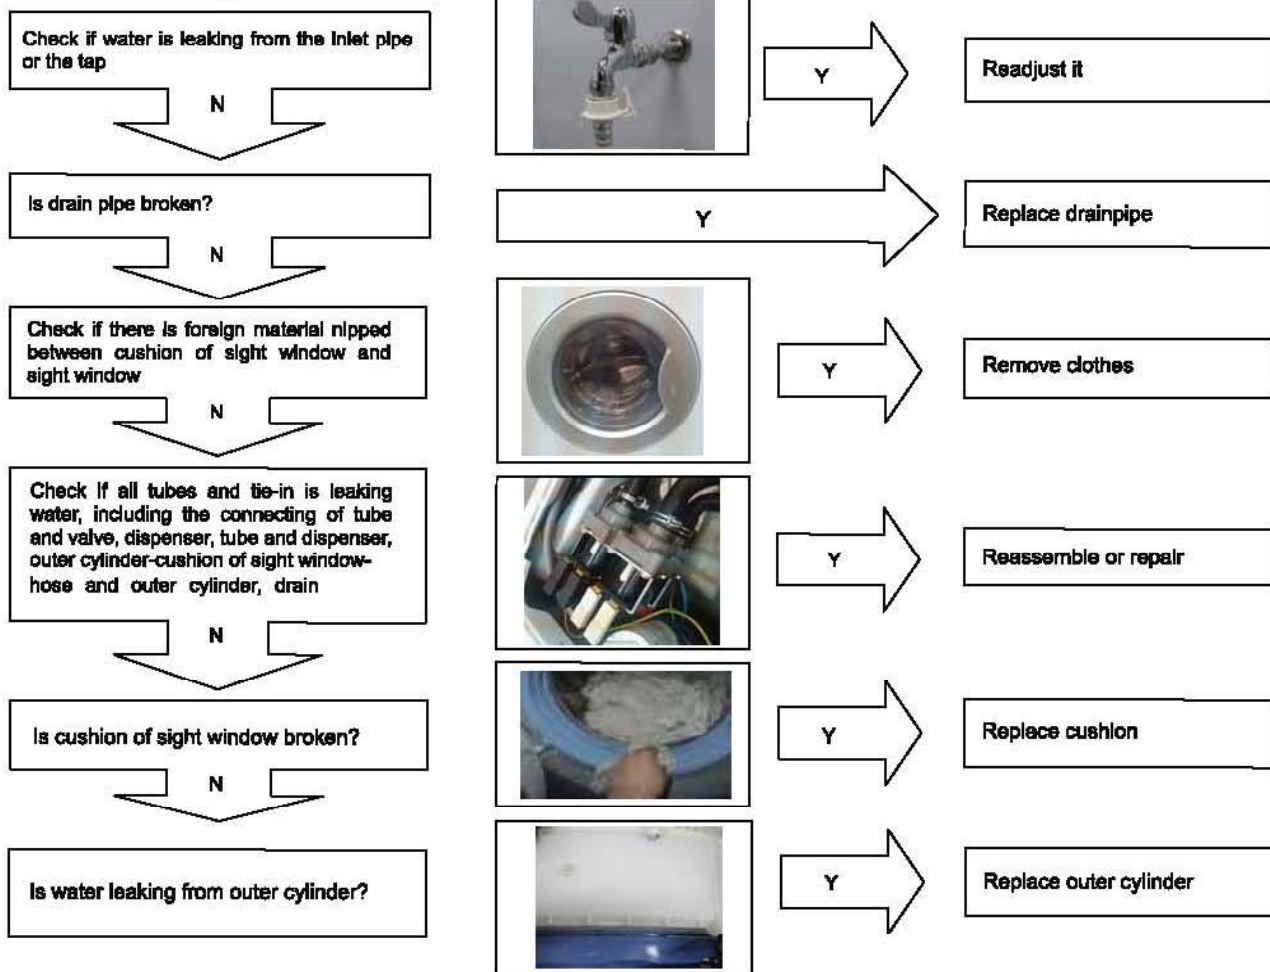 Check if water is leaking from the inlet pipe
or the tap
Y
Readjust it
N
Is drain pipe broken?
Y
Replace drainpipe
N
Check if there is foreign material nipped
between cushion of sight window and
sight window
Y
Remove clothes
N
Check if all tubes and tie-in is leaking
water, including the connecting of tube
and valve, dispenser, tube and dispenser,
outer cylinder-cushion of sight window-
hose and outer cylinder, drain
Y
Reassemble or repair
N
Is cushion of sight window broken?
Y
Replace cushion
N
Is water leaking from outer cylinder?
Y
Replace outer cylinder